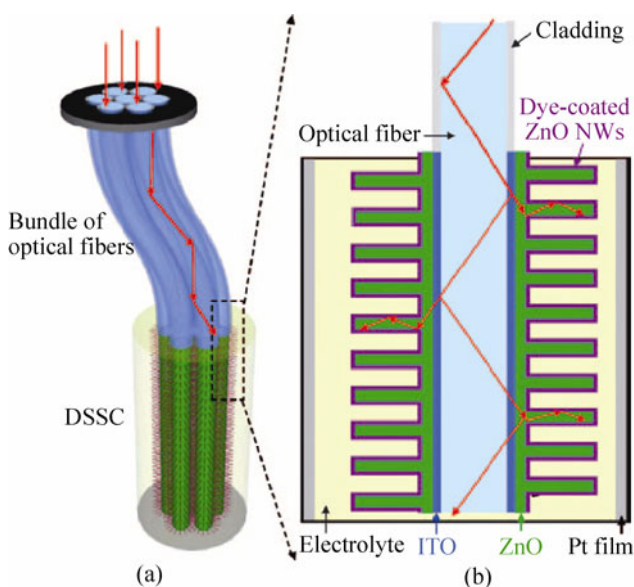 (a)
Bundle of
optical fibers
DSSC
(b)
Cladding
Optical fiber
Dye-coated
ZnO NWs
Electrolyte
ITO
ZnO
Pt film